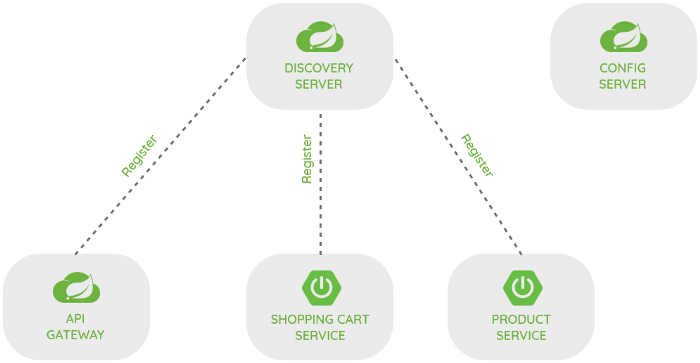 DISCOVERY
SERVER
CONFIG
SERVER
Register
Register
Register
API
GATEWAY
SHOPPING CART
SERVICE
PRODUCT
SERVICE